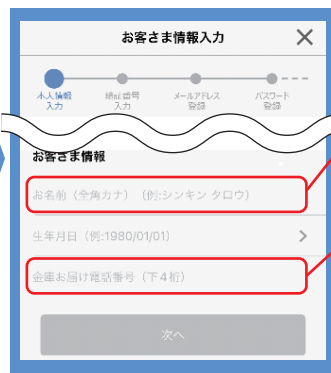 お客さま情報入力
本人情報
入力
暗証番号
入力
メールアドレス
登録
パスワード
登録
お客さま情報
お名前（全角カナ）（例:シンキン タロウ）
生年月日（例:1980/01/01）
金庫お届け電話番号（下4桁）
次へ